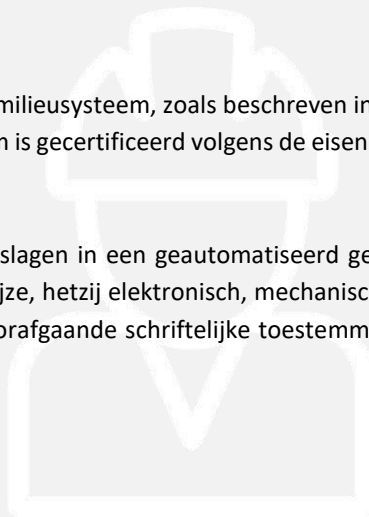 milieusysteem, zoals beschreven in
is gecertificeerd volgens de eisen
slagen in een geautomatiseerd ge
jze, hetzij elektronisch, mechanisc
orafgaande schriftelijke toestemm